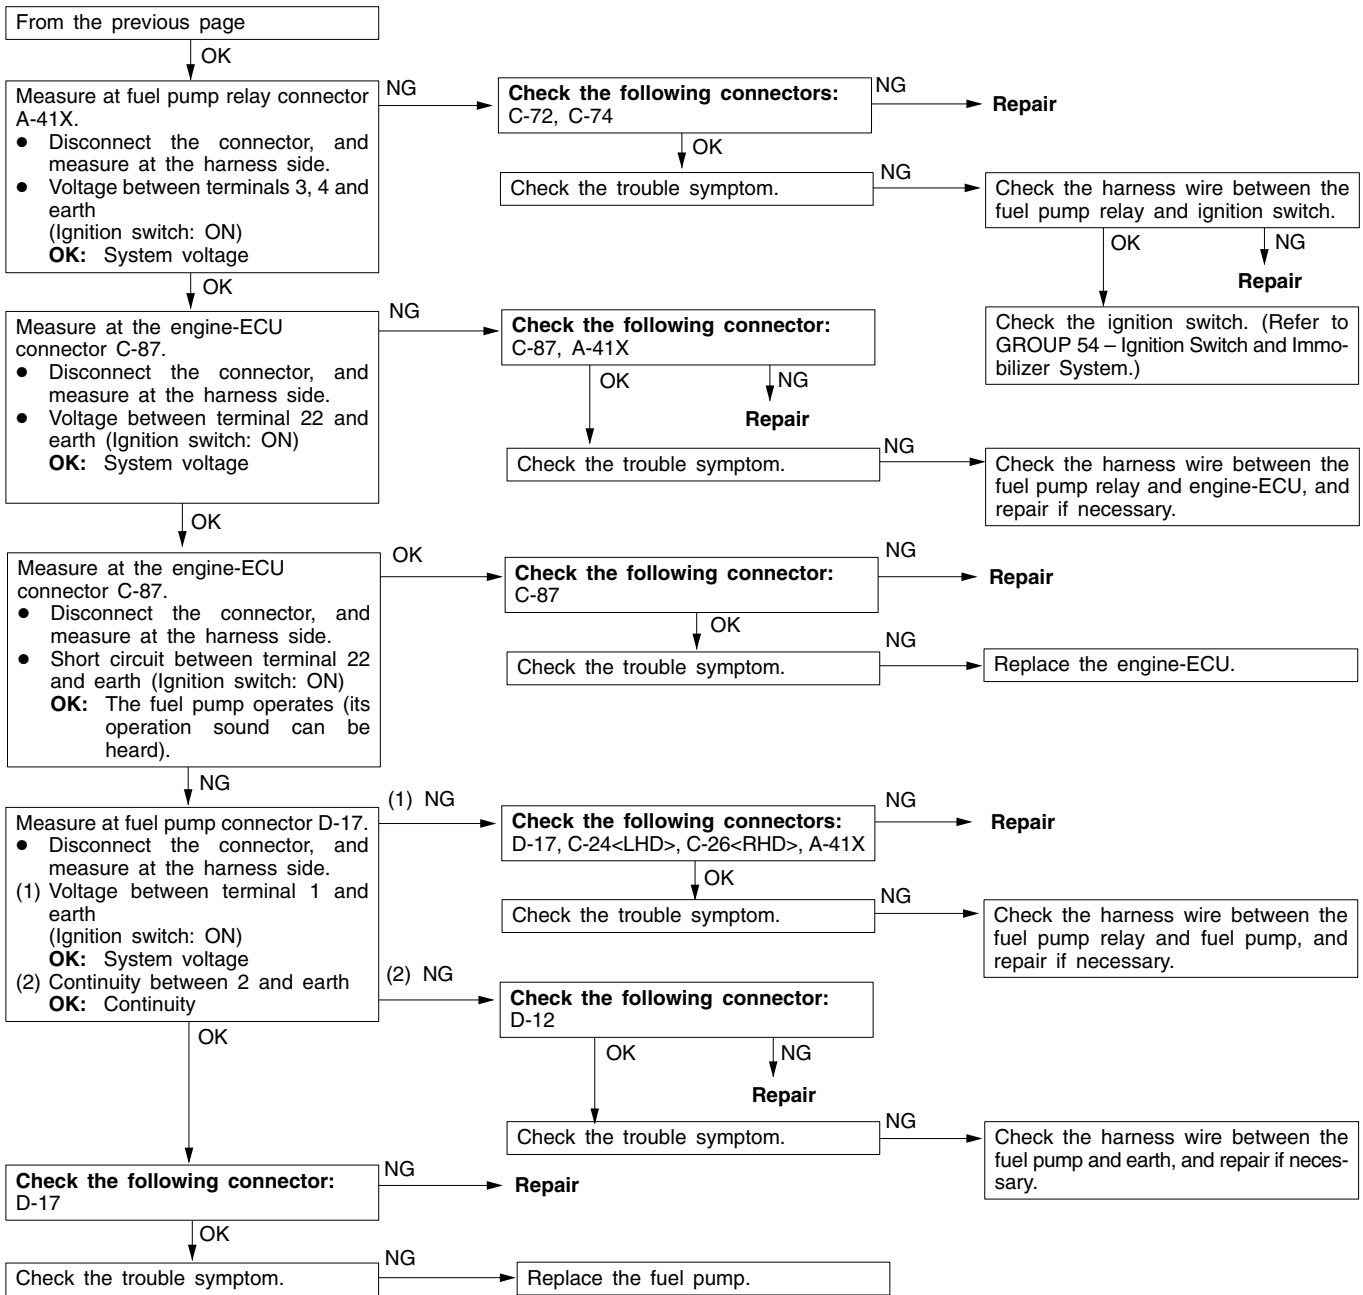 From the previous page
OK
Measure at fuel pump relay connector
A-41X.
● Disconnect the connector, and
measure at the harness side.
● Voltage between terminals 3, 4 and
earth
(Ignition switch: ON)
OK: System voltage
NG
Check the following connectors:
C-72, C-74
NG
Repair
OK
Check the trouble symptom.
NG
Check the harness wire between the
fuel pump relay and ignition switch.
OK
NG
Repair
Check the ignition switch. (Refer to
GROUP 54 – Ignition Switch and Immo-
bilizer System.)
OK
Measure at the engine-ECU
connector C-87.
● Disconnect the connector, and
measure at the harness side.
● Voltage between terminal 22 and
earth (Ignition switch: ON)
OK: System voltage
NG
Check the following connector:
C-87, A-41X
OK
NG
Repair
Check the trouble symptom.
NG
Check the harness wire between the
fuel pump relay and engine-ECU, and
repair if necessary.
OK
Measure at the engine-ECU
connector C-87.
● Disconnect the connector, and
measure at the harness side.
● Short circuit between terminal 22
and earth (Ignition switch: ON)
OK: The fuel pump operates (its
operation sound can be
heard).
OK
Check the following connector:
C-87
NG
Repair
OK
Check the trouble symptom.
NG
Replace the engine-ECU.
NG
Measure at fuel pump connector D-17.
● Disconnect the connector, and
measure at the harness side.
(1) Voltage between terminal 1 and
earth
(Ignition switch: ON)
OK: System voltage
(2) Continuity between 2 and earth
OK: Continuity
(1) NG
Check the following connectors:
D-17, C-24<LHD>, C-26<RHD>, A-41X
NG
Repair
OK
Check the trouble symptom.
NG
Check the harness wire between the
fuel pump relay and fuel pump, and
repair if necessary.
(2) NG
Check the following connector:
D-12
OK
NG
Repair
Check the trouble symptom.
NG
Check the harness wire between the
fuel pump and earth, and repair if neces-
sary.
OK
Check the following connector:
D-17
NG
Repair
OK
Check the trouble symptom.
NG
Replace the fuel pump.